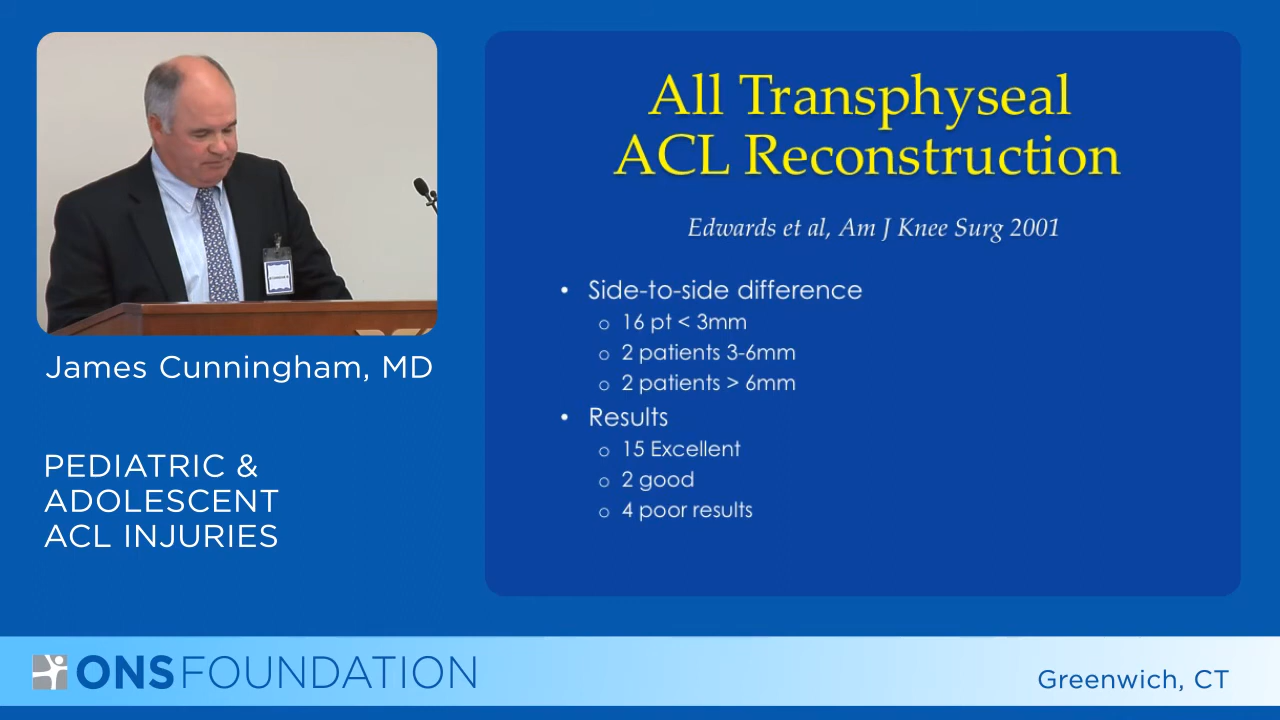 All Transphyseal
ACL Reconstruction
Edwards et al, Am J Knee Surg 2001
• Side-to-side difference
o 16 pt < 3mm
o 2 patients 3-6mm
o 2 patients > 6mm
• Results
o 15 Excellent
o 2 good
o 4 poor results
James Cunningham, MD
PEDIATRIC &
ADOLESCENT
ACL INJURIES
ONS FOUNDATION
Greenwich, CT